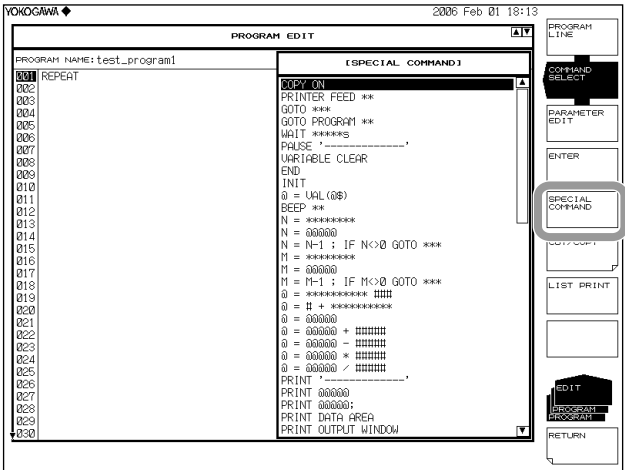 YOKOGAWA ◆
2006 Feb 01 18:13
PROGRAM EDIT
PROGRAM NAME:test_program1
001 REPEAT
002
003
004
005
006
007
008
009
010
011
012
013
014
015
016
017
018
019
020
021
022
023
024
025
026
027
028
029
030
[SPECIAL COMMAND]
COPY ON
PRINTER FEED **
GOTO ***
GOTO PROGRAM **
WAIT *****s
PAUSE '-------------'
VARIABLE CLEAR
END
INIT
@ = VAL(@$)
BEEP **
N = ********
N = @@@@@
N = N-1 ; IF N<>0 GOTO ***
M = ********
M = @@@@@
M = M-1 ; IF M<>0 GOTO ***
@ = ********** ###
@ = # + **********
@ = @@@@@
@ = @@@@@ + #####
@ = @@@@@ - #####
@ = @@@@@ * #####
@ = @@@@@ / #####
PRINT '-------------'
PRINT @@@@@
PRINT @@@@@;
PRINT DATA AREA
PRINT OUTPUT WINDOW
PROGRAM
LINE
COMMAND
SELECT
PARAMETER
EDIT
ENTER
SPECIAL
COMMAND
CUT/COPY
LIST PRINT
EDIT
PROGRAM
PROGRAM
RETURN